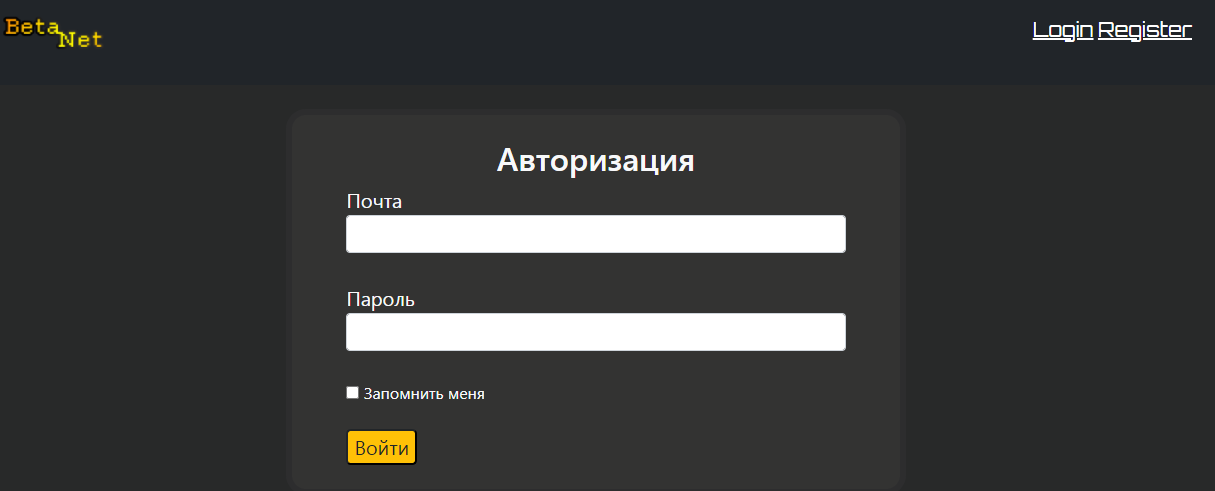 Beta
Net
Login Register
Авторизация
Почта
Пароль
Запомнить меня
Войти